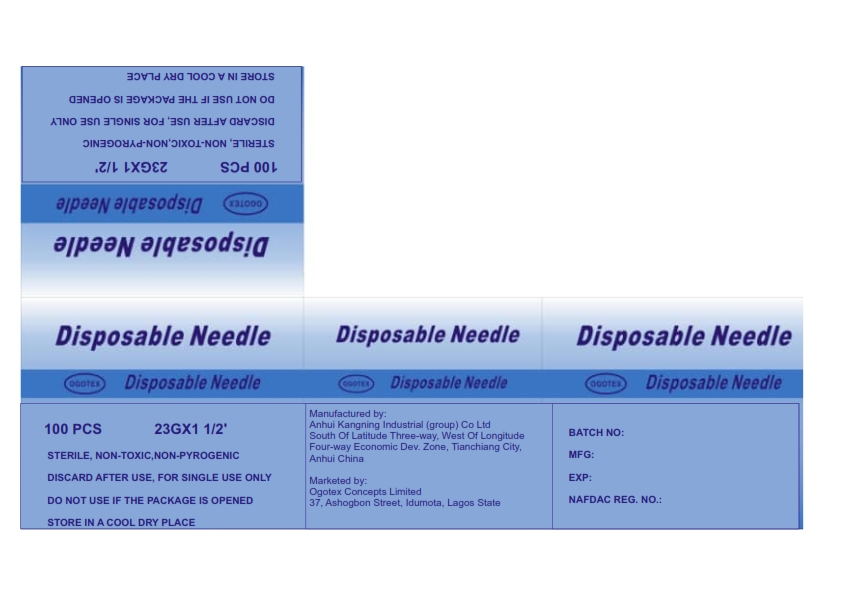 STORE IN A COOL DRY PLACE
DO NOT USE IF THE PACKAGE IS OPENED
DISCARD AFTER USE, FOR SINGLE USE ONLY
STERILE, NON-TOXIC,NON-PYROGENIC
100 PCS 23GX1 1/2'
OGOTEX Disposable Needle
Disposable Needle
Disposable Needle
OGOTEX Disposable Needle
100 PCS 23GX1 1/2'
STERILE, NON-TOXIC,NON-PYROGENIC
DISCARD AFTER USE, FOR SINGLE USE ONLY
DO NOT USE IF THE PACKAGE IS OPENED
STORE IN A COOL DRY PLACE
Disposable Needle
OGOTEX Disposable Needle
Manufactured by:
Anhui Kangning Industrial (group) Co Ltd
South Of Latitude Three-way, West Of Longitude
Four-way Economic Dev. Zone, Tianchang City,
Anhui China
Marketed by:
Ogotex Concepts Limited
37, Ashogbon Street, Idumota, Lagos State
Disposable Needle
OGOTEX Disposable Needle
BATCH NO:
MFG:
EXP:
NAFDAC REG. NO.: